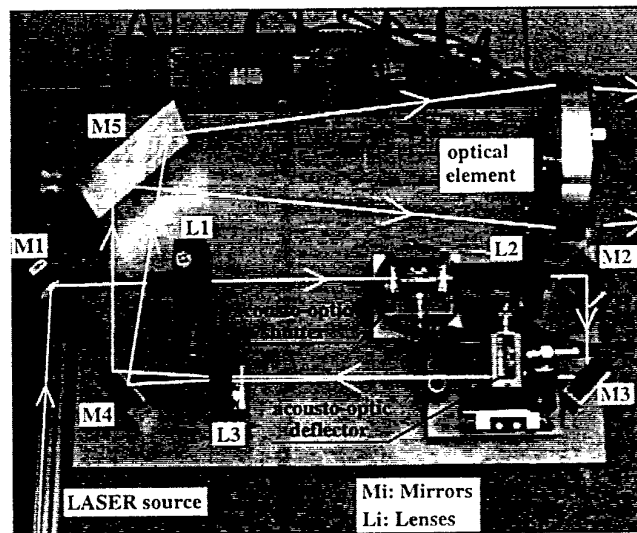 M5
optical
element
M1
L1
L2
M2
acousto-optic
M4
L3
M3
acousto-optic
deflector
LASER source
Mi: Mirrors
Li: Lenses